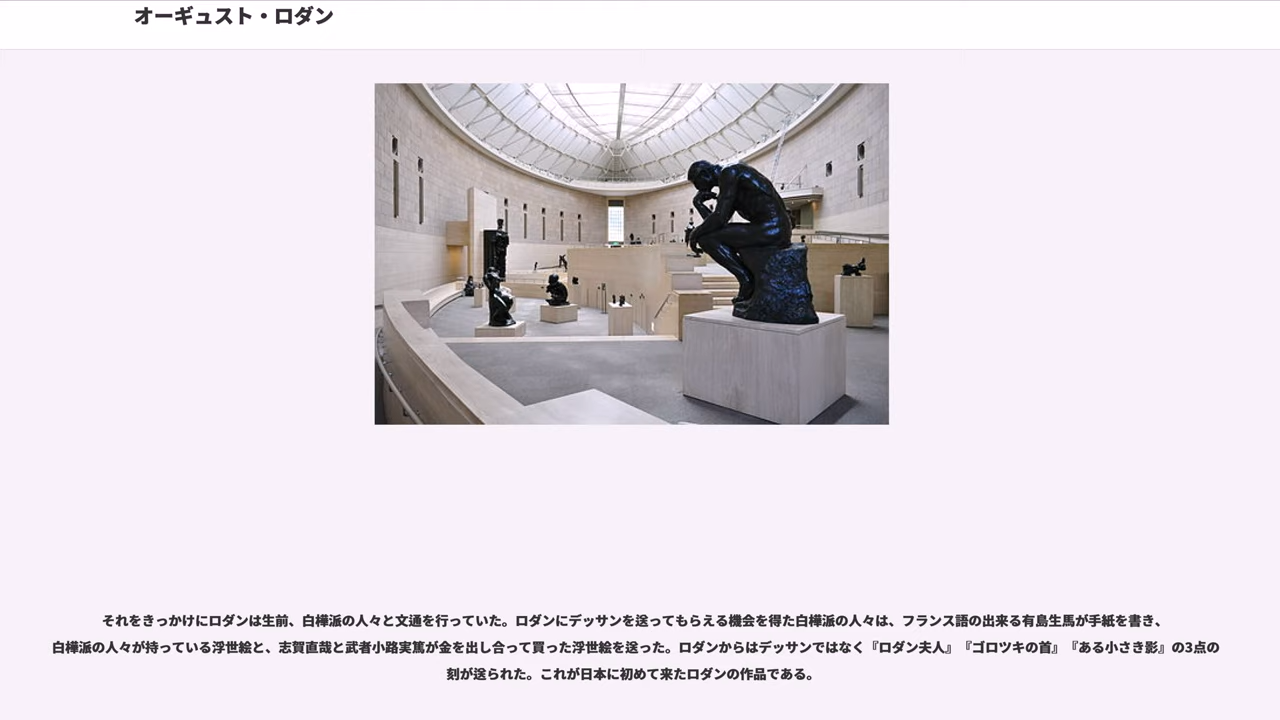 オーギュスト・ロダン
それをきっかけにロダンは生前、白樺派の人々と文通を行っていた。ロダンにデッサンを送ってもらえる機会を得た白樺派の人々は、フランス語の出来る有島生馬が手紙を書き、
白樺派の人々が持っている浮世絵と、志賀直哉と武者小路実篤が金を出し合って買った浮世絵を送った。ロダンからはデッサンではなく『ロダン夫人』『ゴロツキの首』『ある小さき影』の3点の
刻が送られた。これが日本に初めて来たロダンの作品である。